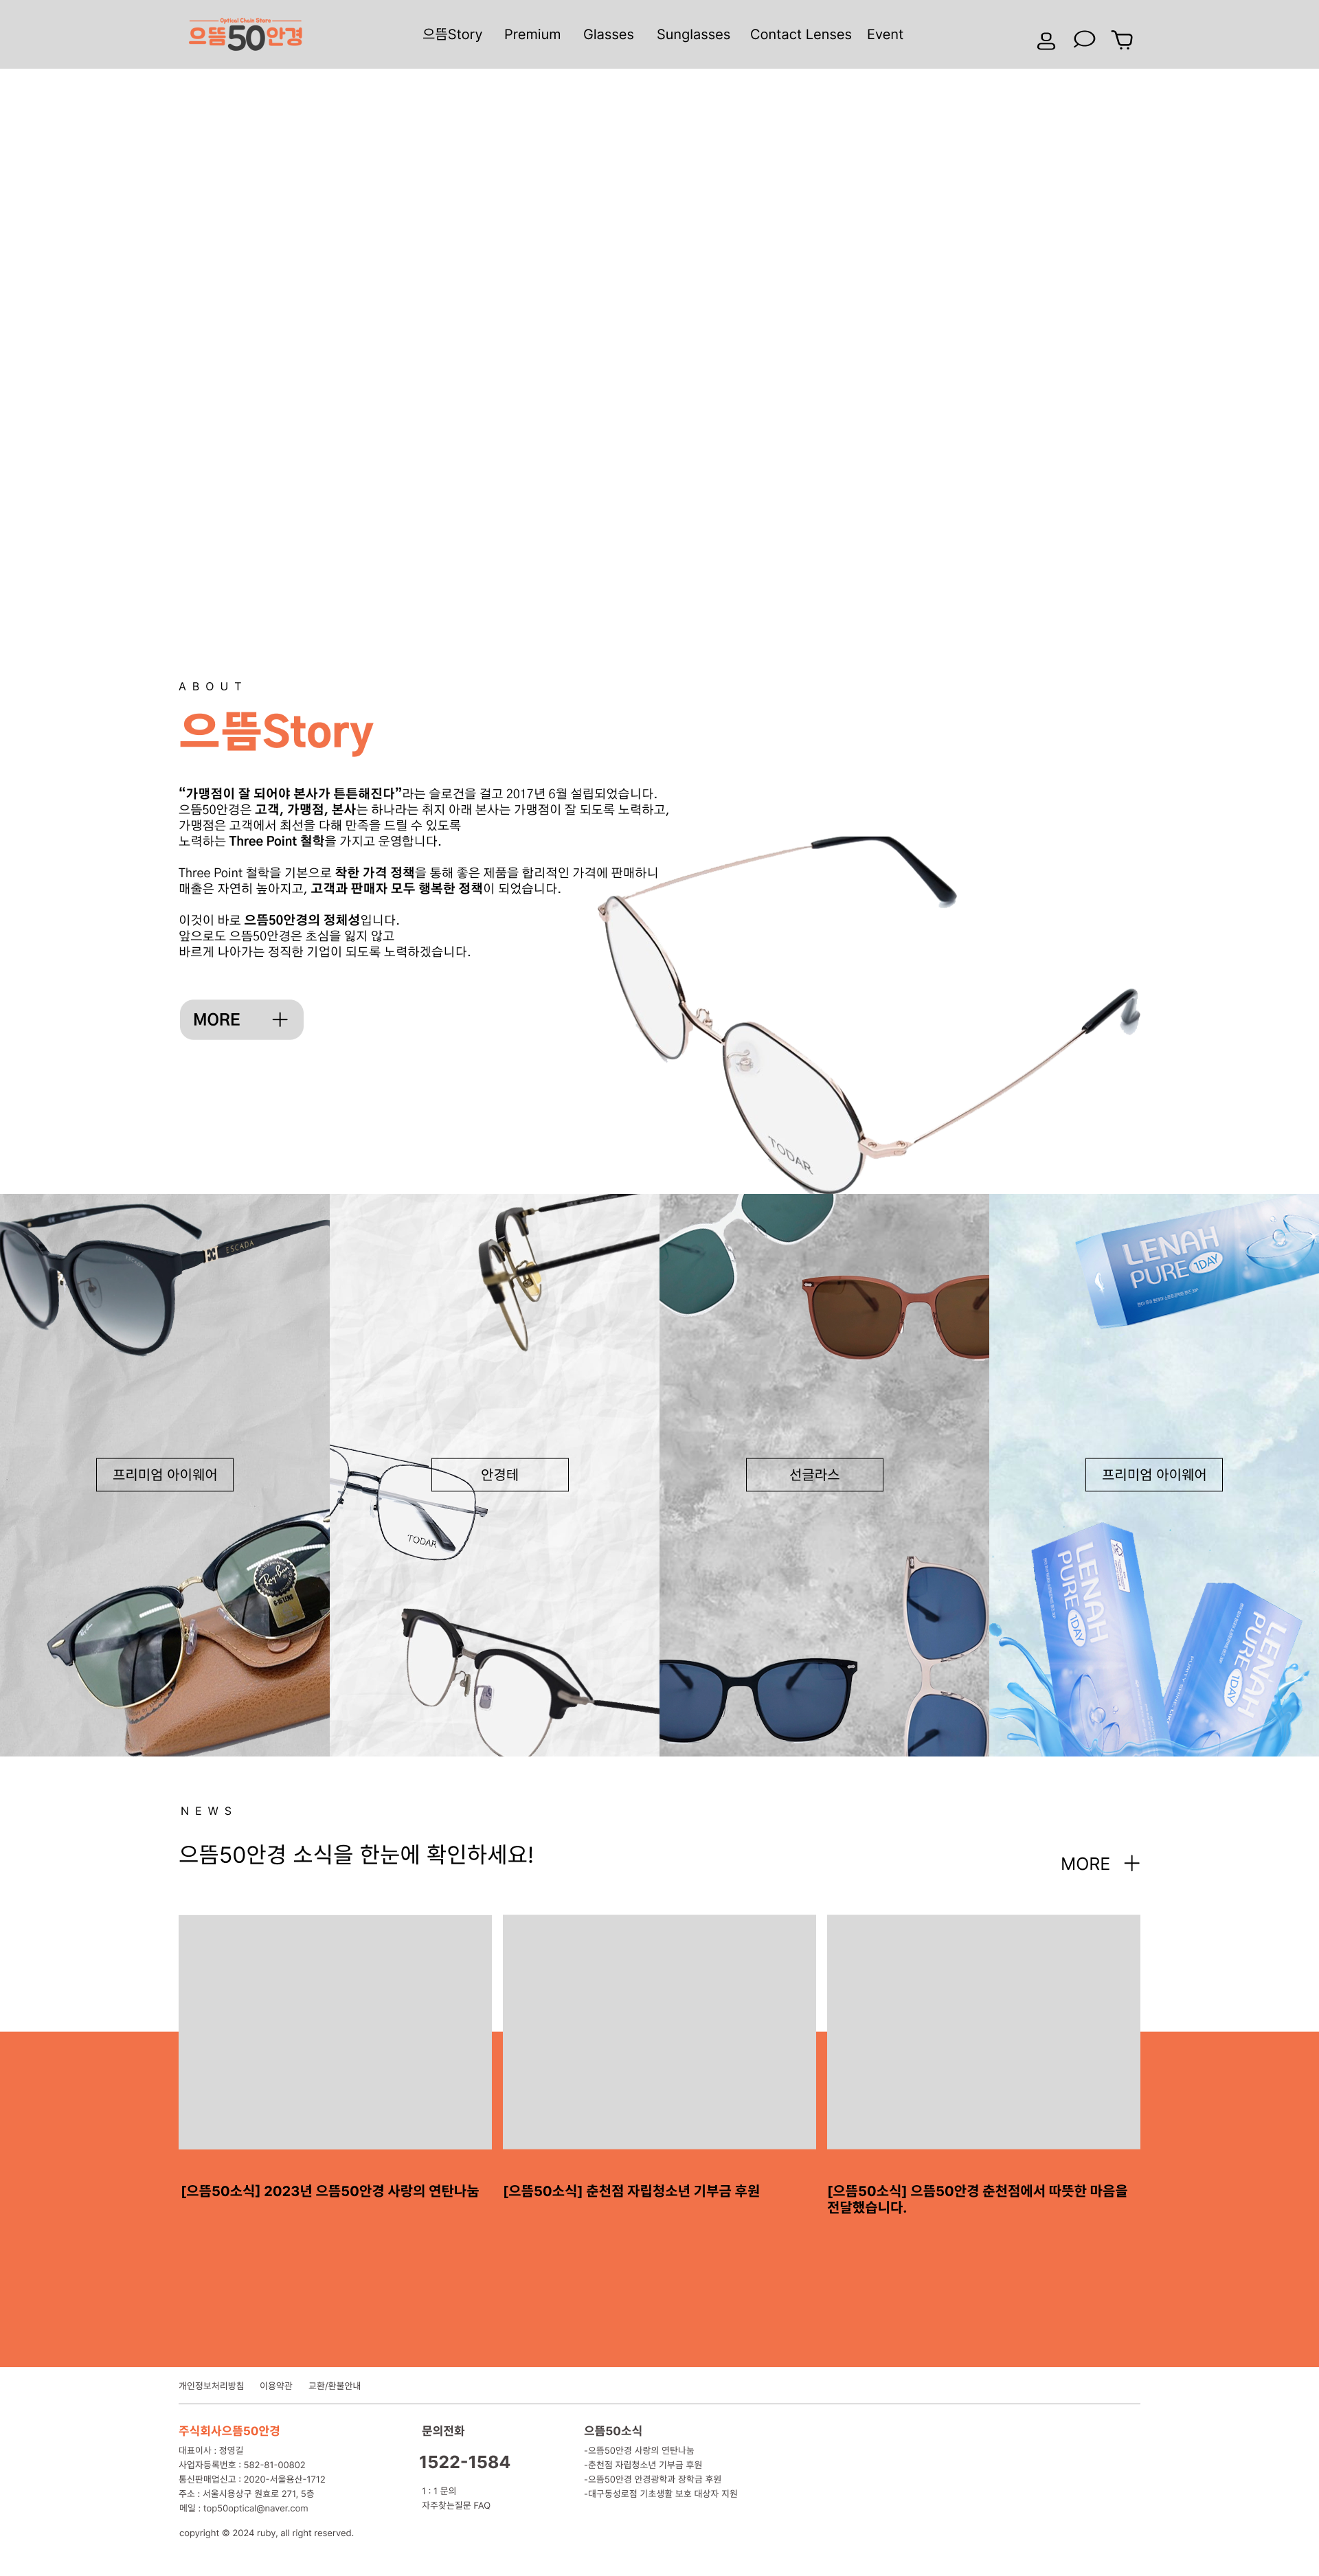 Optical Chain Store
으뜸50안경
으뜸Story Premium Glasses Sunglasses Contact Lenses Event
ABOUT
으뜸Story
“가맹점이 잘 되어야 본사가 튼튼해진다”라는 슬로건을 걸고 2017년 6월 설립되었습니다.
으뜸50안경은 고객, 가맹점, 본사는 하나라는 취지 아래 본사는 가맹점이 잘 되도록 노력하고,
가맹점은 고객에서 최선을 다해 만족을 드릴 수 있도록
노력하는 Three Point 철학을 가지고 운영합니다.
Three Point 철학을 기본으로 착한 가격 정책을 통해 좋은 제품을 합리적인 가격에 판매하니
매출은 자연히 높아지고, 고객과 판매자 모두 행복한 정책이 되었습니다.
이것이 바로 으뜸50안경의 정체성입니다.
앞으로도 으뜸50안경은 초심을 잃지 않고
바르게 나아가는 정직한 기업이 되도록 노력하겠습니다.
MORE
TODAR
ESCADA
LENAH
PURE 1DAY
프리미엄 아이웨어
안경테
선글라스
프리미엄 아이웨어
TODAR
Ray-Ban
LENAH
PURE 1DAY
LENAH
PURE 1DAY
NEWS
으뜸50안경 소식을 한눈에 확인하세요!
MORE
[으뜸50소식] 2023년 으뜸50안경 사랑의 연탄나눔
[으뜸50소식] 춘천점 자립청소년 기부금 후원
[으뜸50소식] 으뜸50안경 춘천점에서 따뜻한 마음을
전달했습니다.
개인정보처리방침 이용약관 교환/환불안내
주식회사으뜸50안경
대표이사 : 정영길
사업자등록번호 : 582-81-00802
통신판매업신고 : 2020-서울용산-1712
주소 : 서울시용상구 원효로 271, 5층
메일 : top50optical@naver.com
copyright © 2024 ruby, all right reserved.
문의전화
1522-1584
1 : 1 문의
자주찾는질문 FAQ
으뜸50소식
-으뜸50안경 사랑의 연탄나눔
-춘천점 자립청소년 기부금 후원
-으뜸50안경 안경광학과 장학금 후원
-대구동성로점 기초생활 보호 대상자 지원